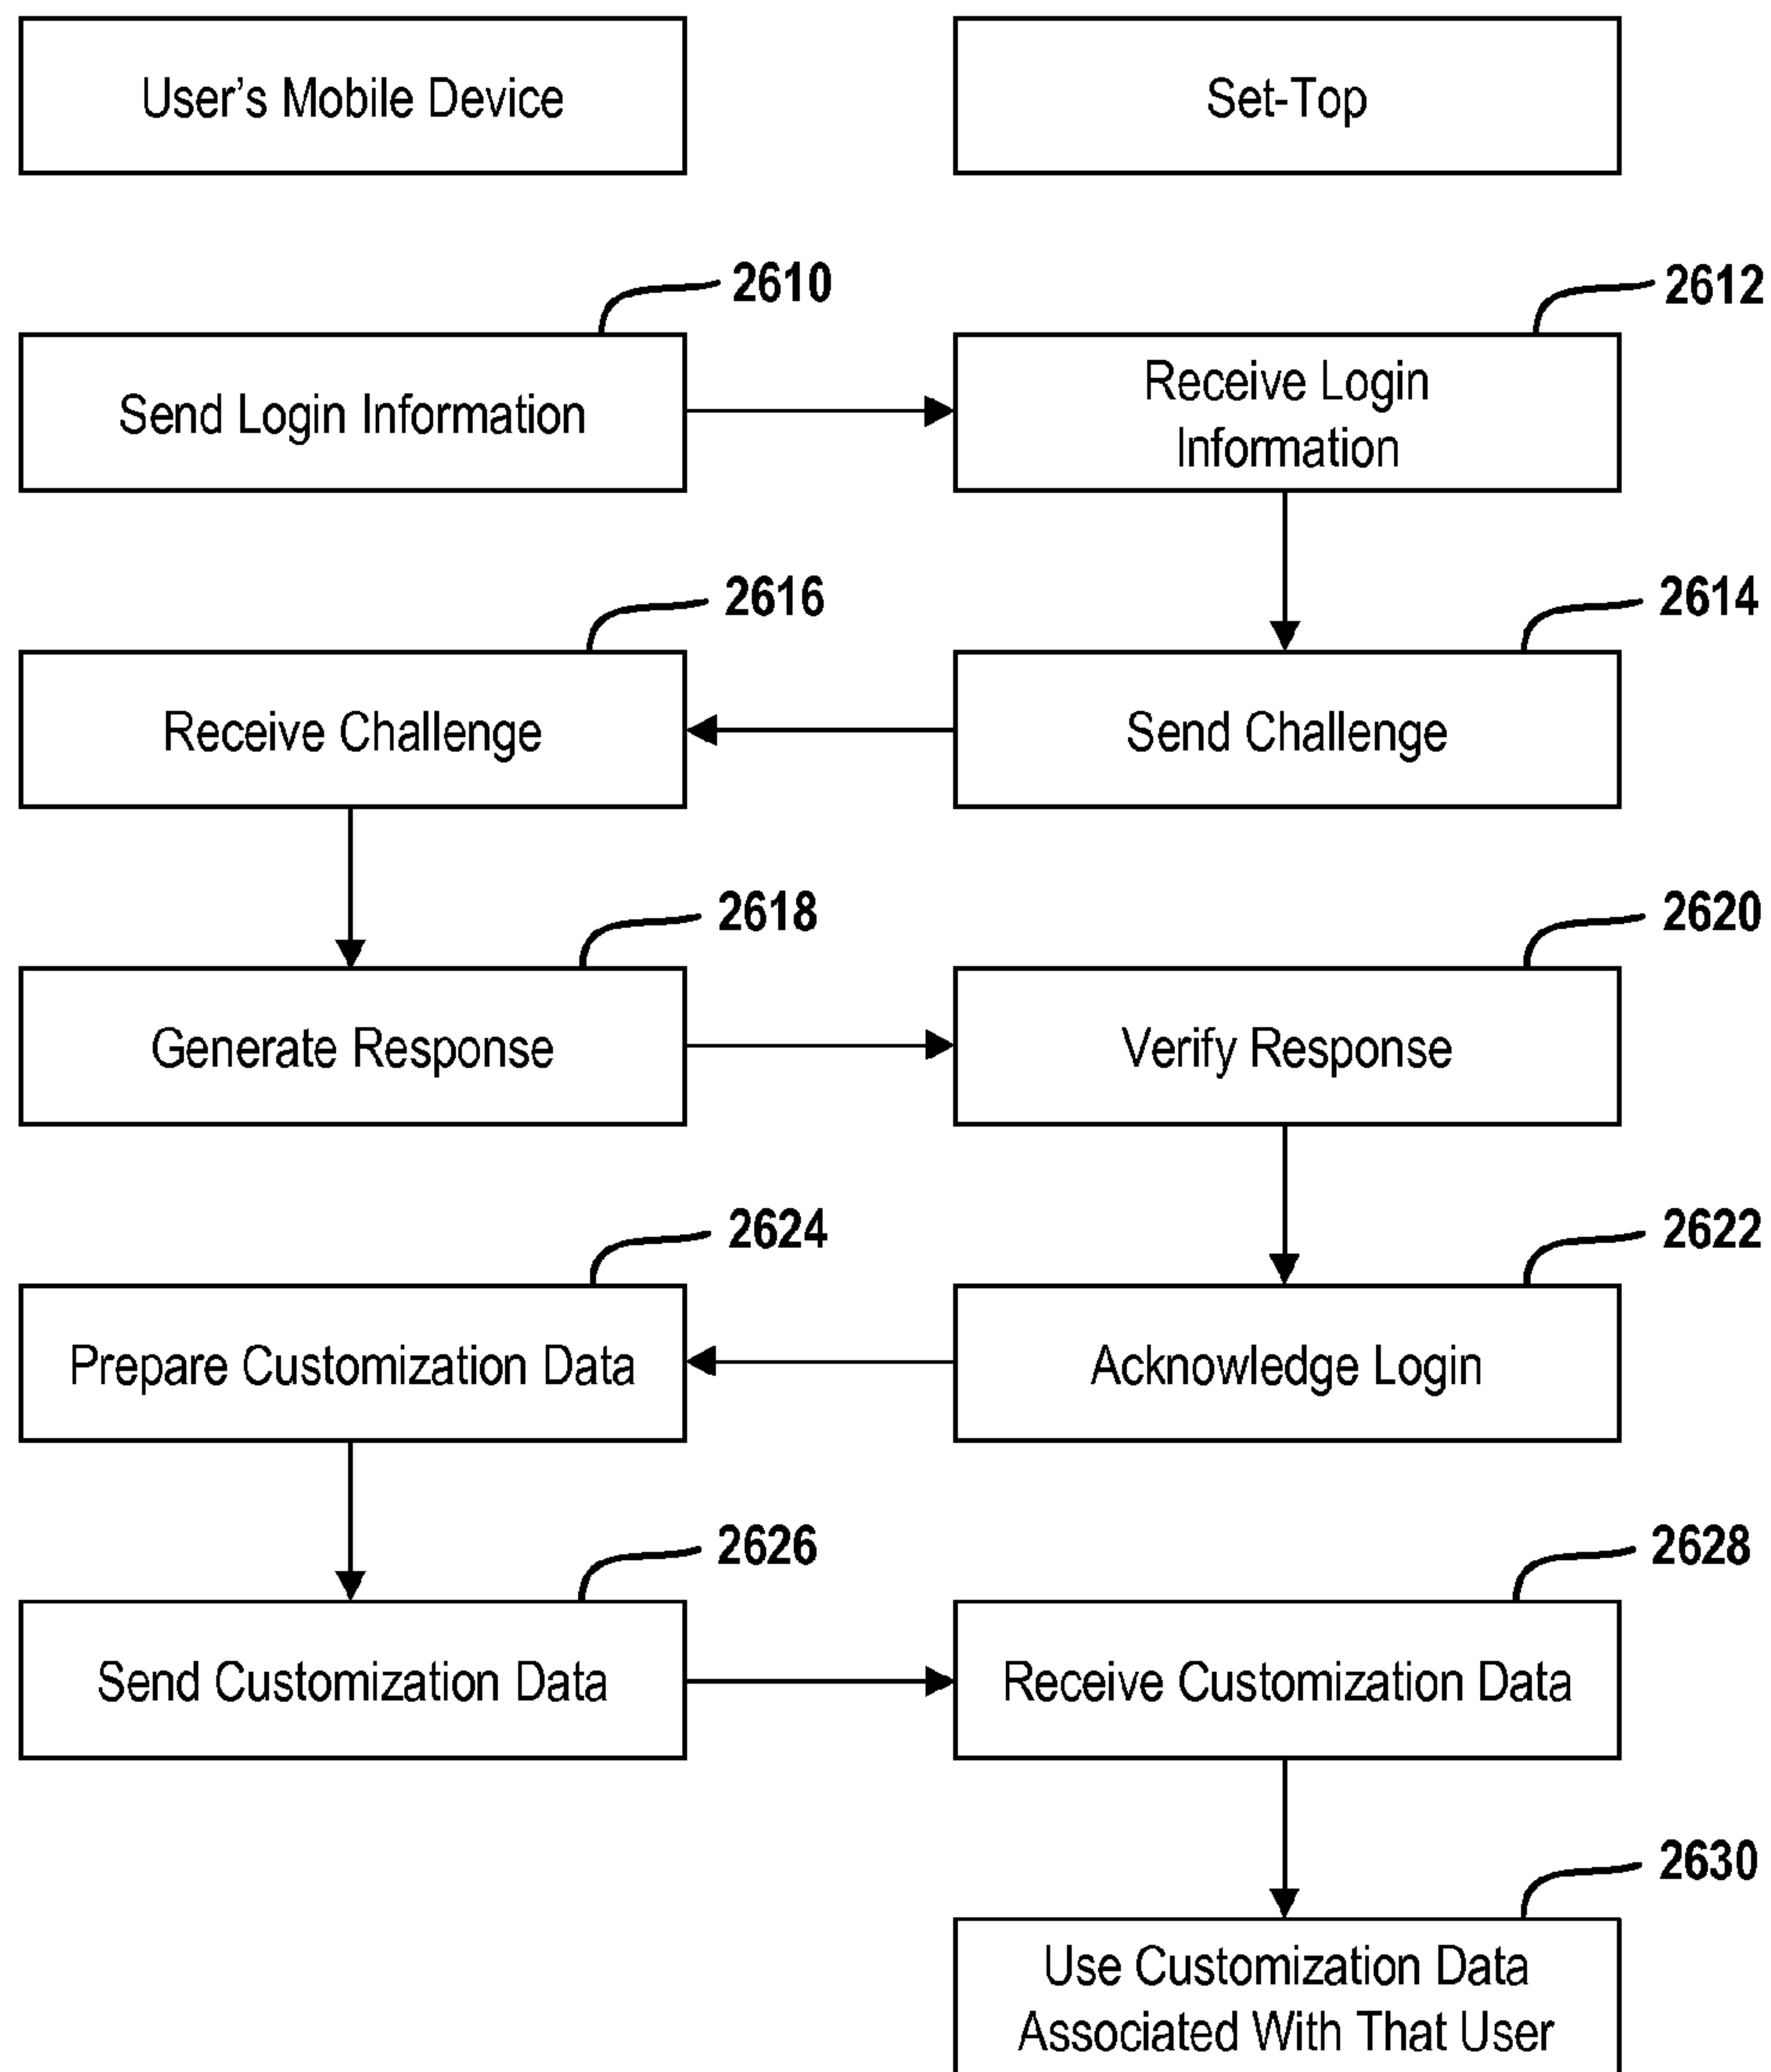 User's Mobile Device
Set-Top
2610
2612
Send Login Information
Receive Login
Information
2616
2614
Receive Challenge
Send Challenge
2618
2620
Generate Response
Verify Response
2624
2622
Prepare Customization Data
Acknowledge Login
2626
2628
Send Customization Data
Receive Customization Data
2630
Use Customization Data
Associated With That User